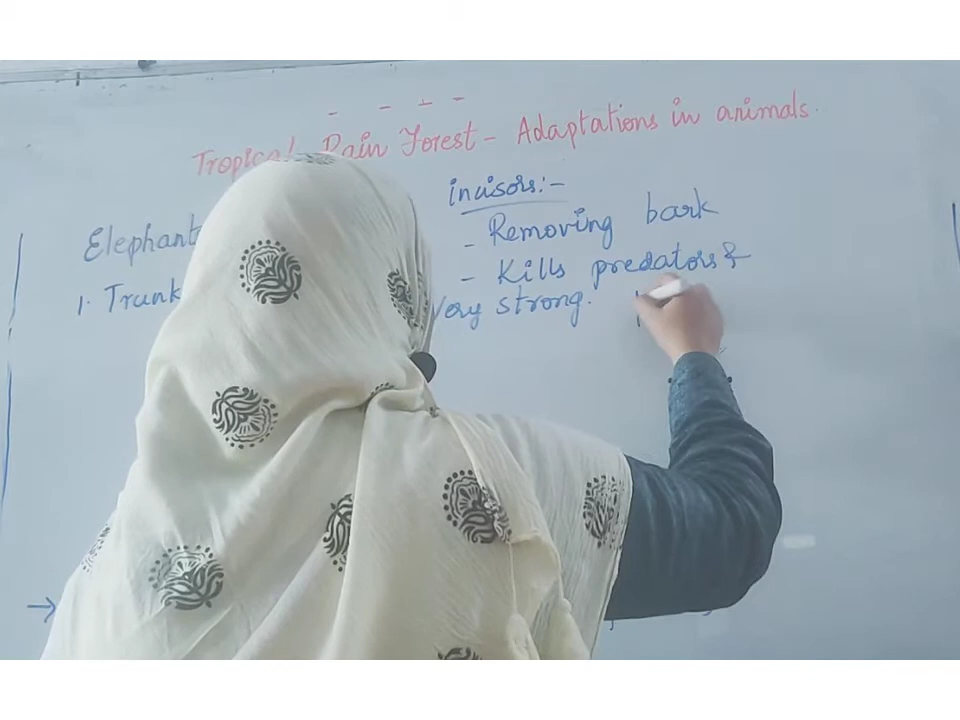 Tropical Rain Forest - Adaptations in animals.
Elephant
1. Trunk
incisors:-
- Removing bark
- Kills predators &
Very strong.